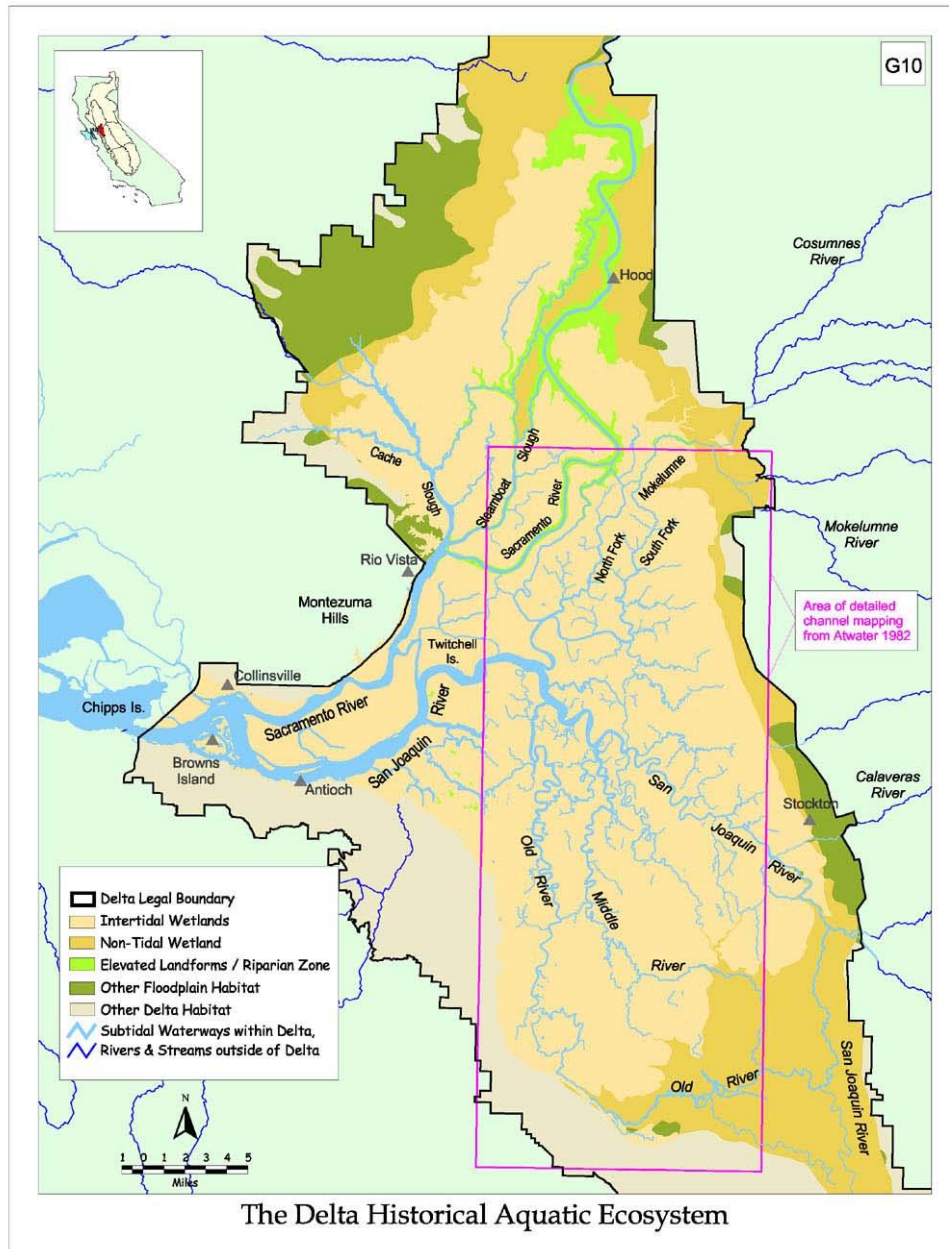 G10
Cosumnes
River
Hood
Cache
Slough
Steamboat
Slough
Sacramento
River
Mokelumne
North Fork
South Fork
Mokelumne
River
Rio Vista
Montezuma
Hills
Area of detailed
channel mapping
from Atwater 1982
Twitchell
Is.
Collinsville
Chipps Is.
Sacramento River
Browns
Island
Antioch
San Joaquin
River
San
Joaquin
River
Calaveras
River
Stockton
Old
River
Middle
River
Old
River
San Joaquin River
Delta Legal Boundary
Intertidal Wetlands
Non-Tidal Wetland
Elevated Landforms / Riparian Zone
Other Floodplain Habitat
Other Delta Habitat
Subtidal Waterways within Delta,
Rivers & Streams outside of Delta
N
1 0 1 2 3 4 5
Miles
The Delta Historical Aquatic Ecosystem